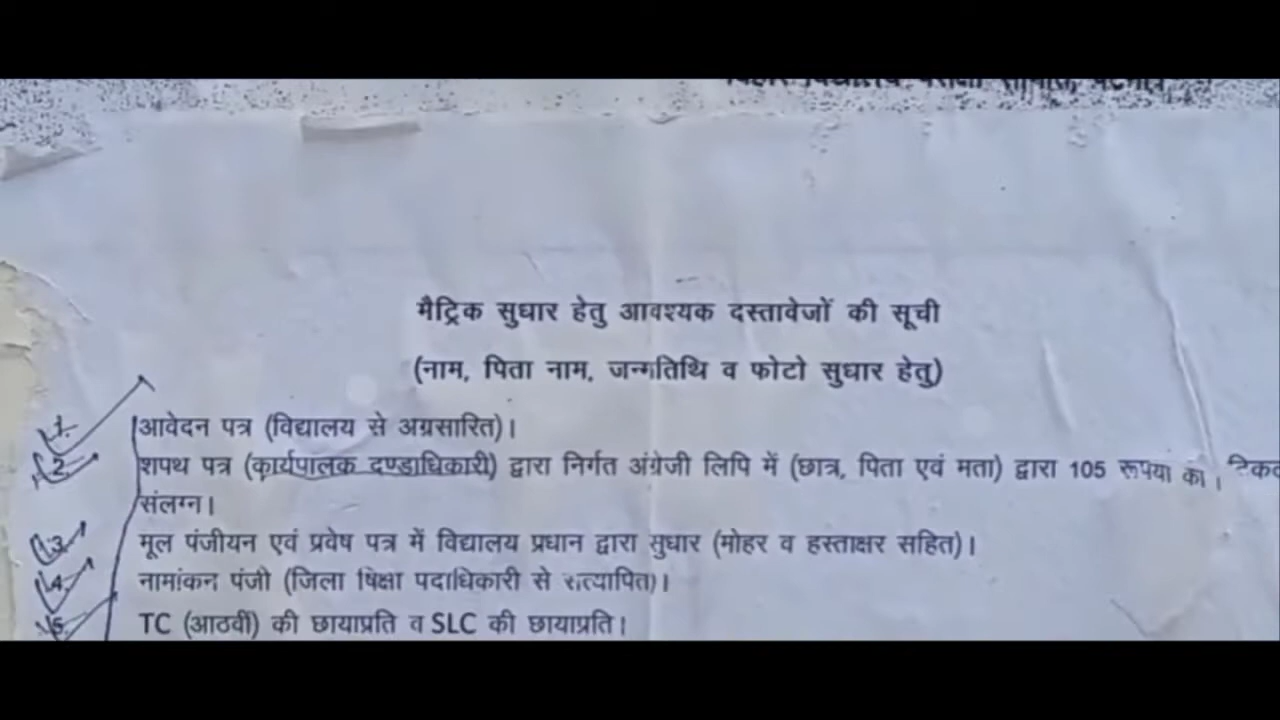 मैट्रिक सुधार हेतु आवश्यक दस्तावेजों की सूची
(नाम, पिता नाम, जन्मतिथि व फोटो सुधार हेतु)
1. आवेदन पत्र (विद्यालय से अग्रसारित)।
2. शपथ पत्र (कार्यपालक दण्डाधिकारी) द्वारा निर्गत अंग्रेजी लिपि में (छात्र, पिता एवं मता) द्वारा 105 रूपया का।
संलग्न।
3. मूल पंजीयन एवं प्रवेष पत्र में विद्यालय प्रधान द्वारा सुधार (मोहर व हस्ताक्षर सहित)।
4. नामांकन पंजी (जिला षिक्षा पदाधिकारी से सत्यापित)।
5. TC (आठवीं) की छायाप्रति व SLC की छायाप्रति।